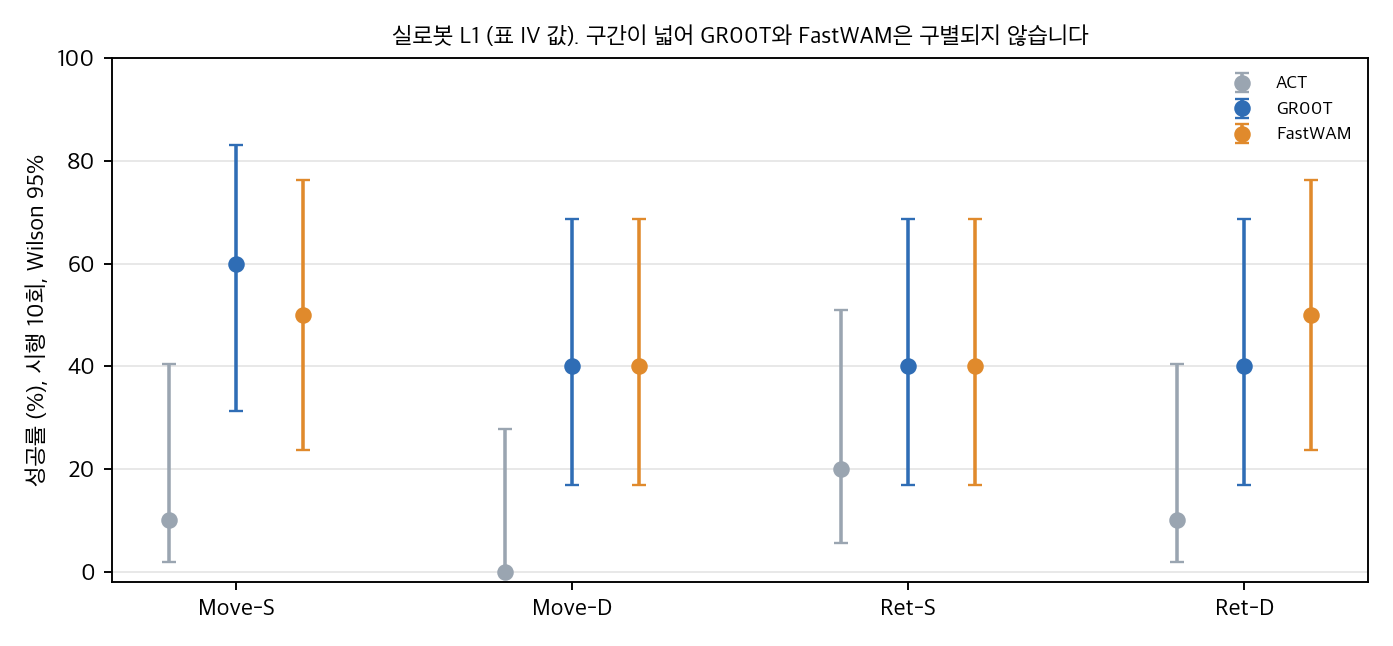 실로봇 L1 (표 IV 값). 구간이 넓어 GR00T와 FastWAM은 구별되지 않습니다
성공률 (%), 시행 10회, Wilson 95%
100
80
60
40
20
0
ACT
GR00T
FastWAM
Move-S
Move-D
Ret-S
Ret-D